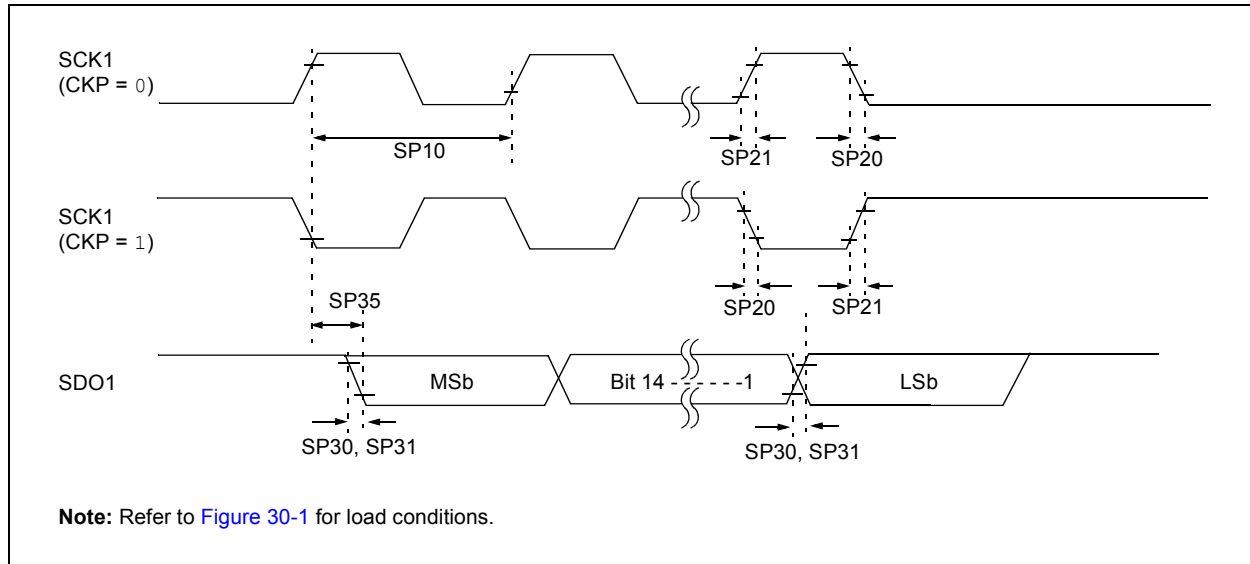 SCK1
(CKP = 0)
SP10
SP21
SP20
SCK1
(CKP = 1)
SP35
SP20
SP21
SDO1
MSb
Bit 14 - - - - - -1
LSb
SP30, SP31
SP30, SP31
Note: Refer to Figure 30-1 for load conditions.